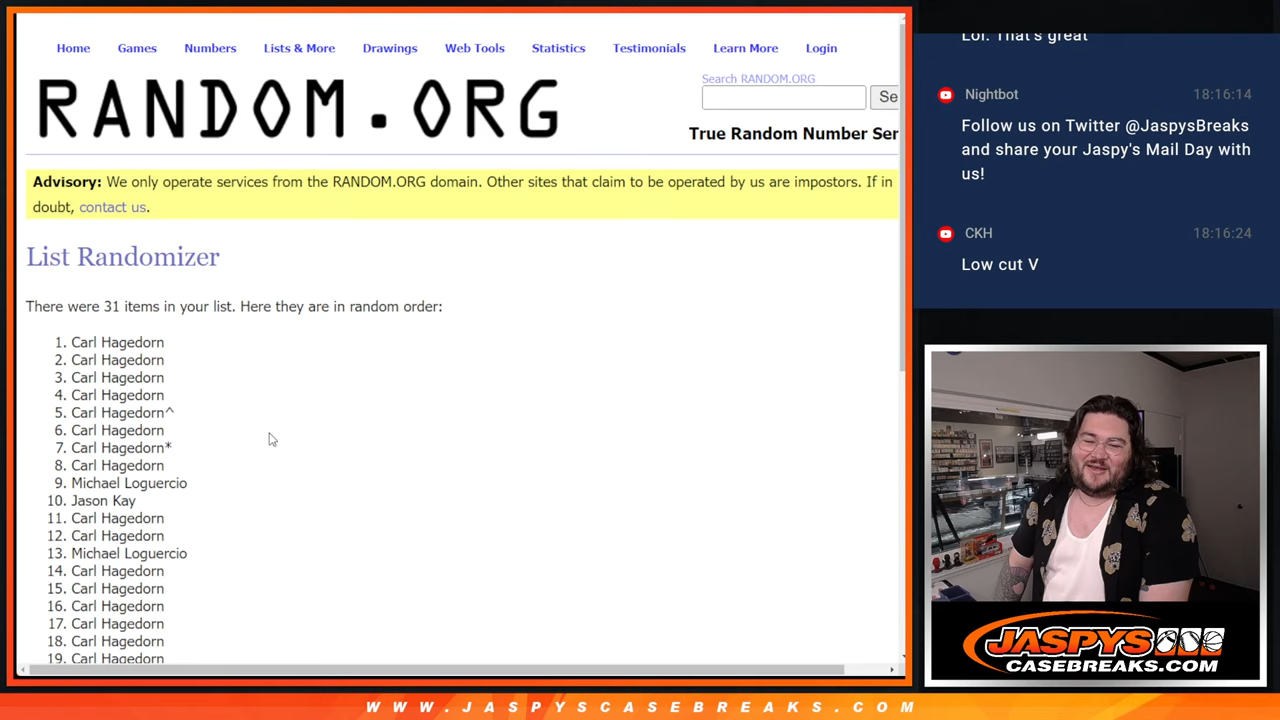 Home Games Numbers Lists & More Drawings Web Tools Statistics Testimonials Learn More Login
RANDOM.ORG
Search RANDOM.ORG
Se
True Random Number Ser
Advisory: We only operate services from the RANDOM.ORG domain. Other sites that claim to be operated by us are impostors. If in
doubt, contact us.
List Randomizer
There were 31 items in your list. Here they are in random order:
1. Carl Hagedorn
2. Carl Hagedorn
3. Carl Hagedorn
4. Carl Hagedorn
5. Carl Hagedorn^
6. Carl Hagedorn
7. Carl Hagedorn*
8. Carl Hagedorn
9. Michael Loguercio
10. Jason Kay
11. Carl Hagedorn
12. Carl Hagedorn
13. Michael Loguercio
14. Carl Hagedorn
15. Carl Hagedorn
16. Carl Hagedorn
17. Carl Hagedorn
18. Carl Hagedorn
19. Carl Hagedorn
Lol. That's great
Nightbot 18:16:14
Follow us on Twitter @JaspysBreaks
and share your Jaspy's Mail Day with
us!
CKH 18:16:24
Low cut V
JASPYS
CASEBREAKS.COM
WWW.JASPYSCASEBREAKS.COM